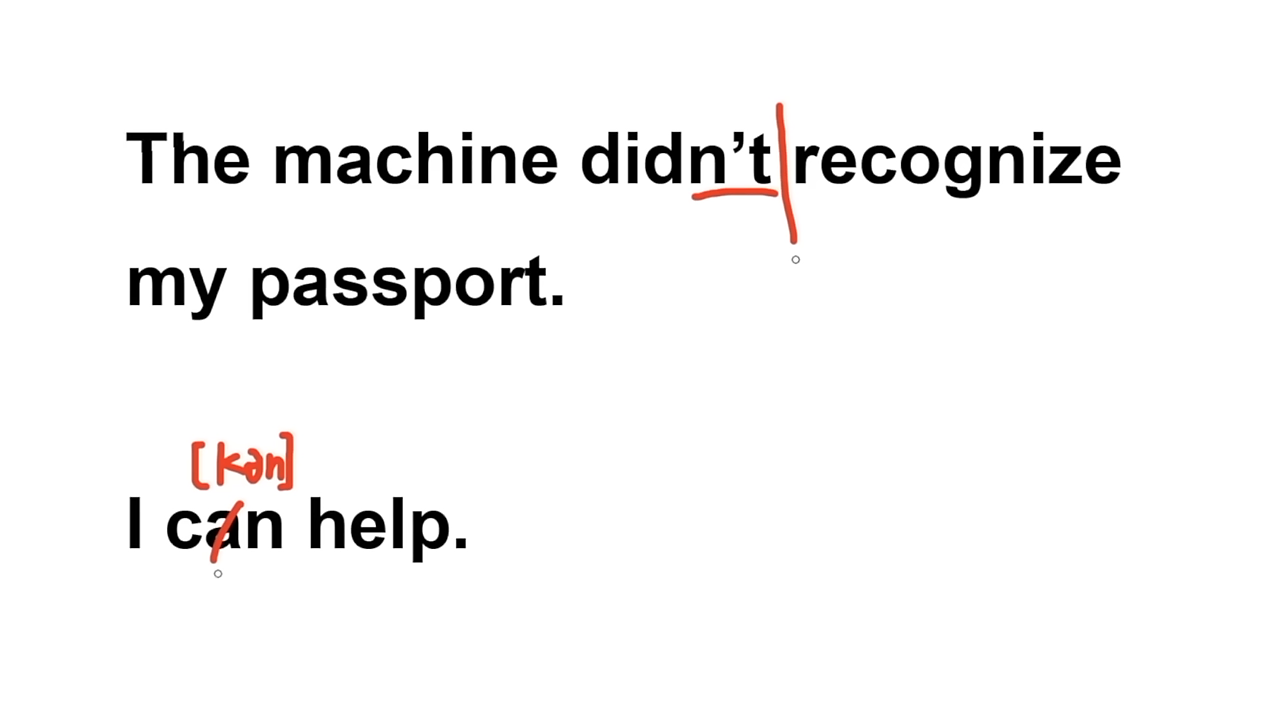 The machine didn’t recognize
my passport.
[kən]
I can help.